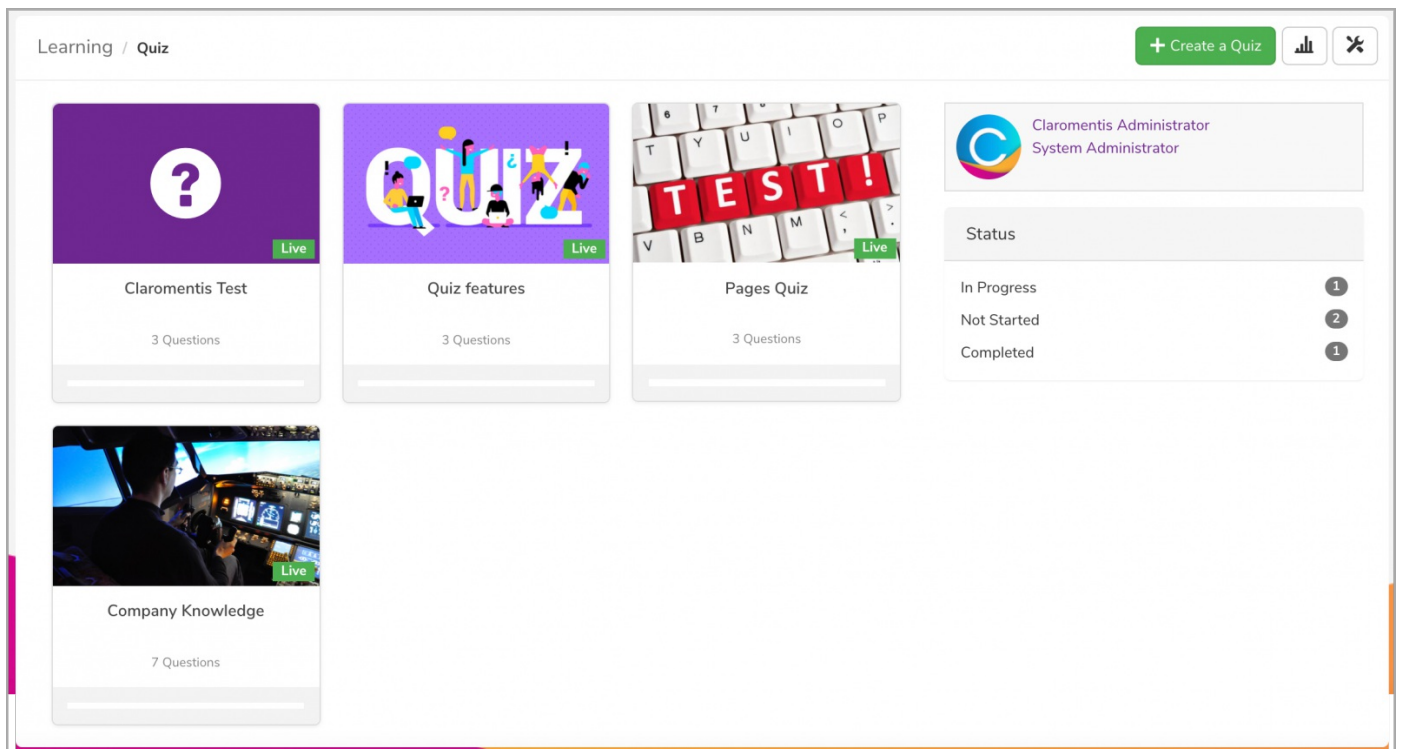 Learning / Quiz
+ Create a Quiz
Live
Claromentis Test
3 Questions
QUIZ
Live
Quiz features
3 Questions
6 7
T Y U I O P
TEST!
V B N M < , > .
Live
Pages Quiz
3 Questions
Claromentis Administrator
System Administrator
Status
In Progress 1
Not Started 2
Completed 1
Live
Company Knowledge
7 Questions